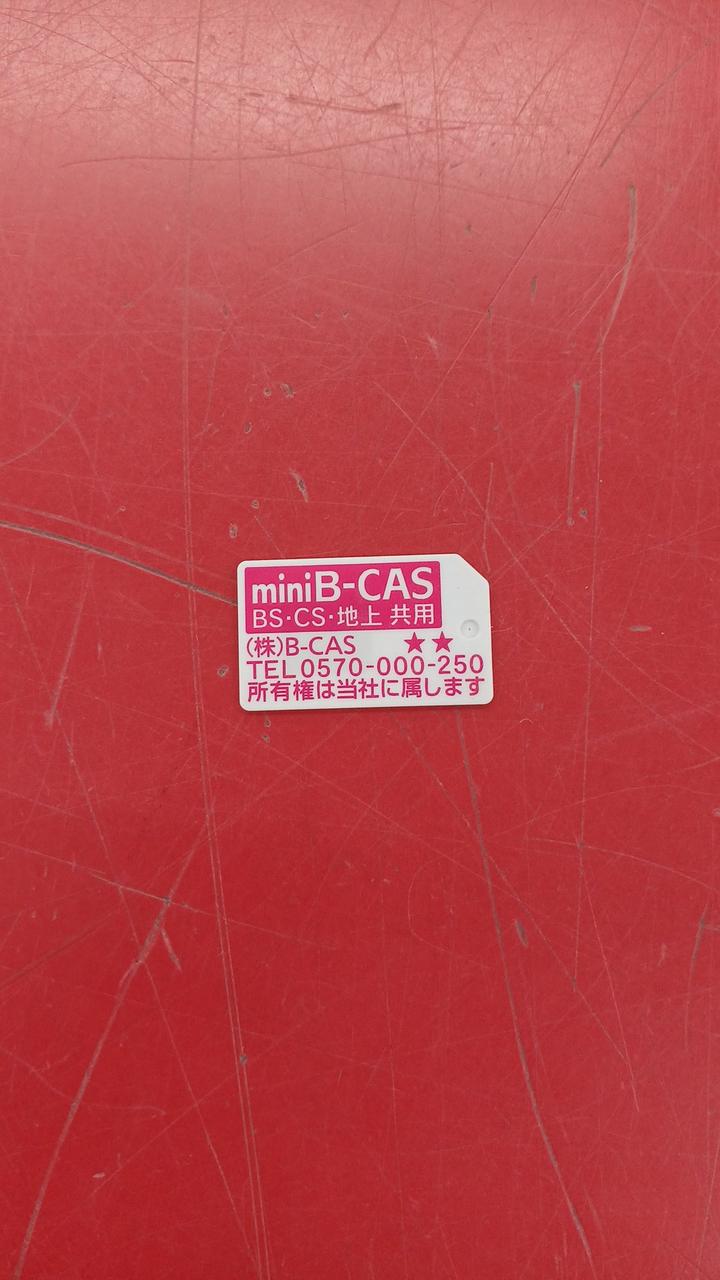 miniB-CAS
BS･CS･地上 共用
(株)B-CAS ★★
TEL0570-000-250
所有権は当社に属します